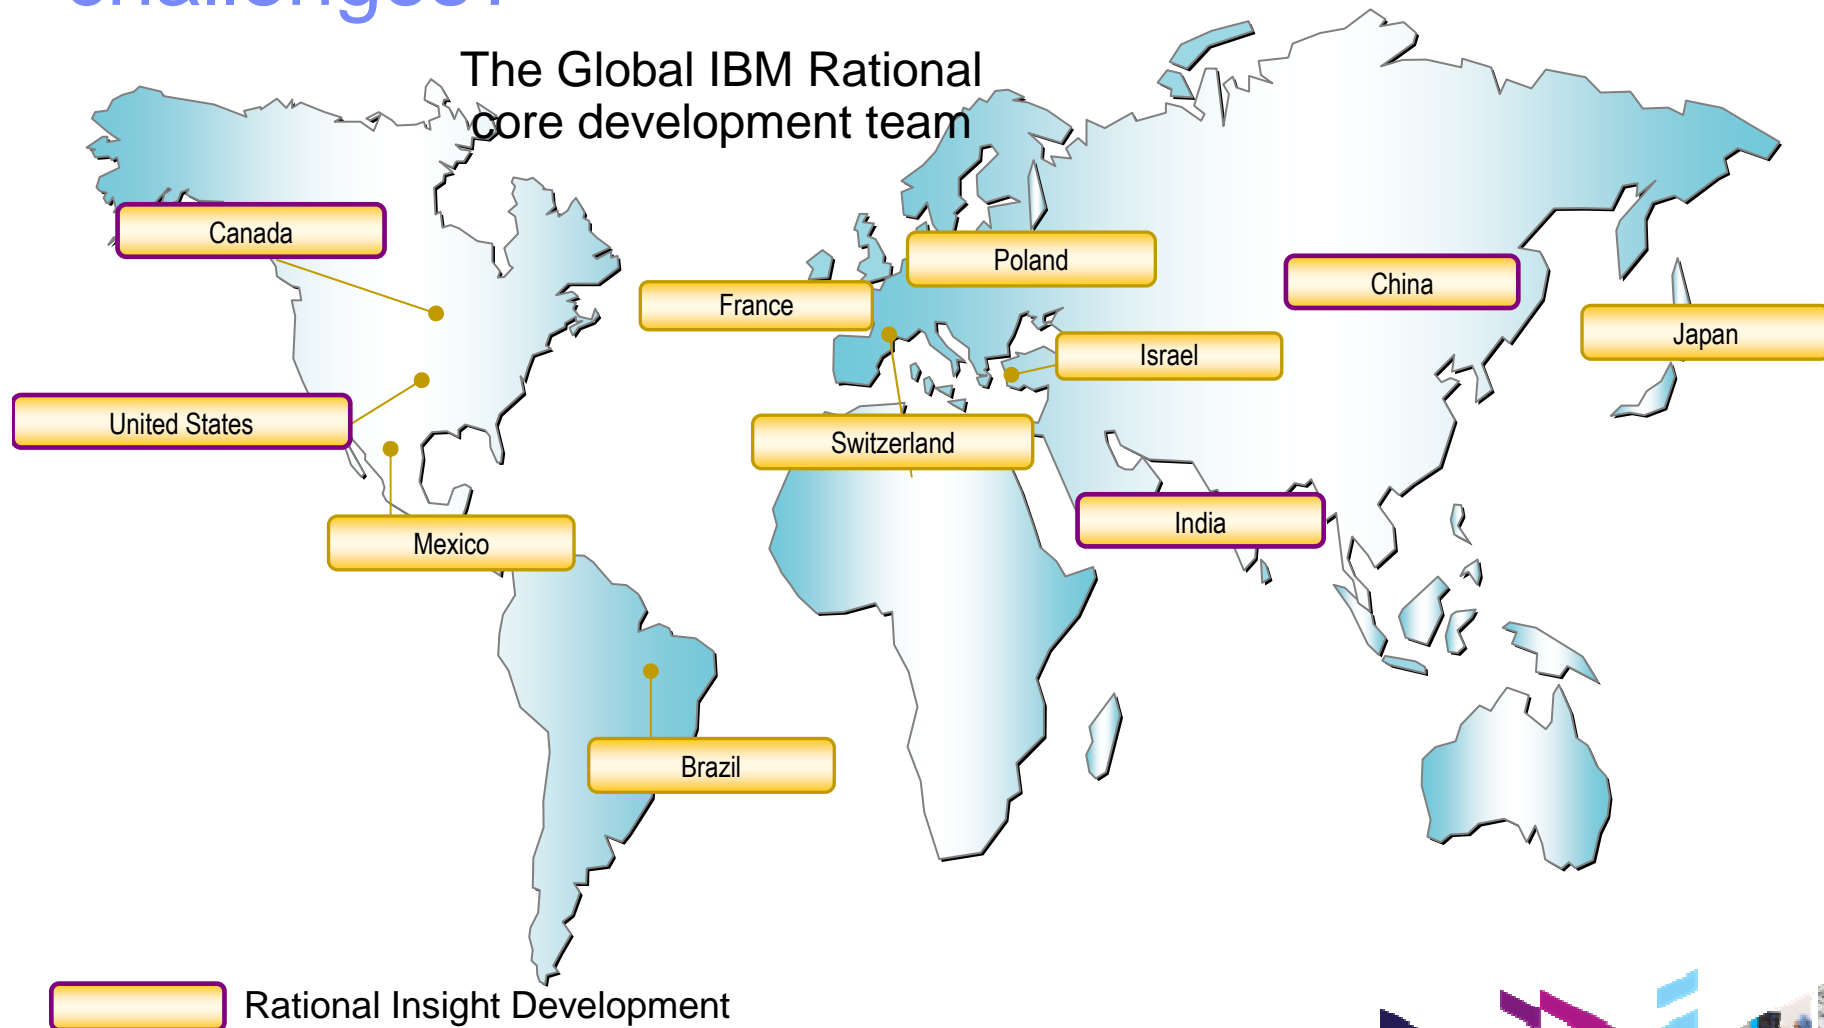 challenges?
The Global IBM Rational
core development team
Canada
Poland
China
France
Japan
Israel
United States
Switzerland
India
Mexico
Brazil
Rational Insight Development